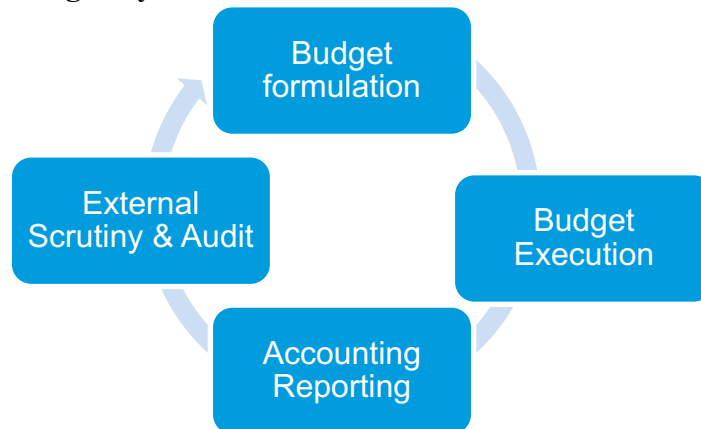 Budget
formulation
External
Scrutiny & Audit
Budget
Execution
Accounting
Reporting